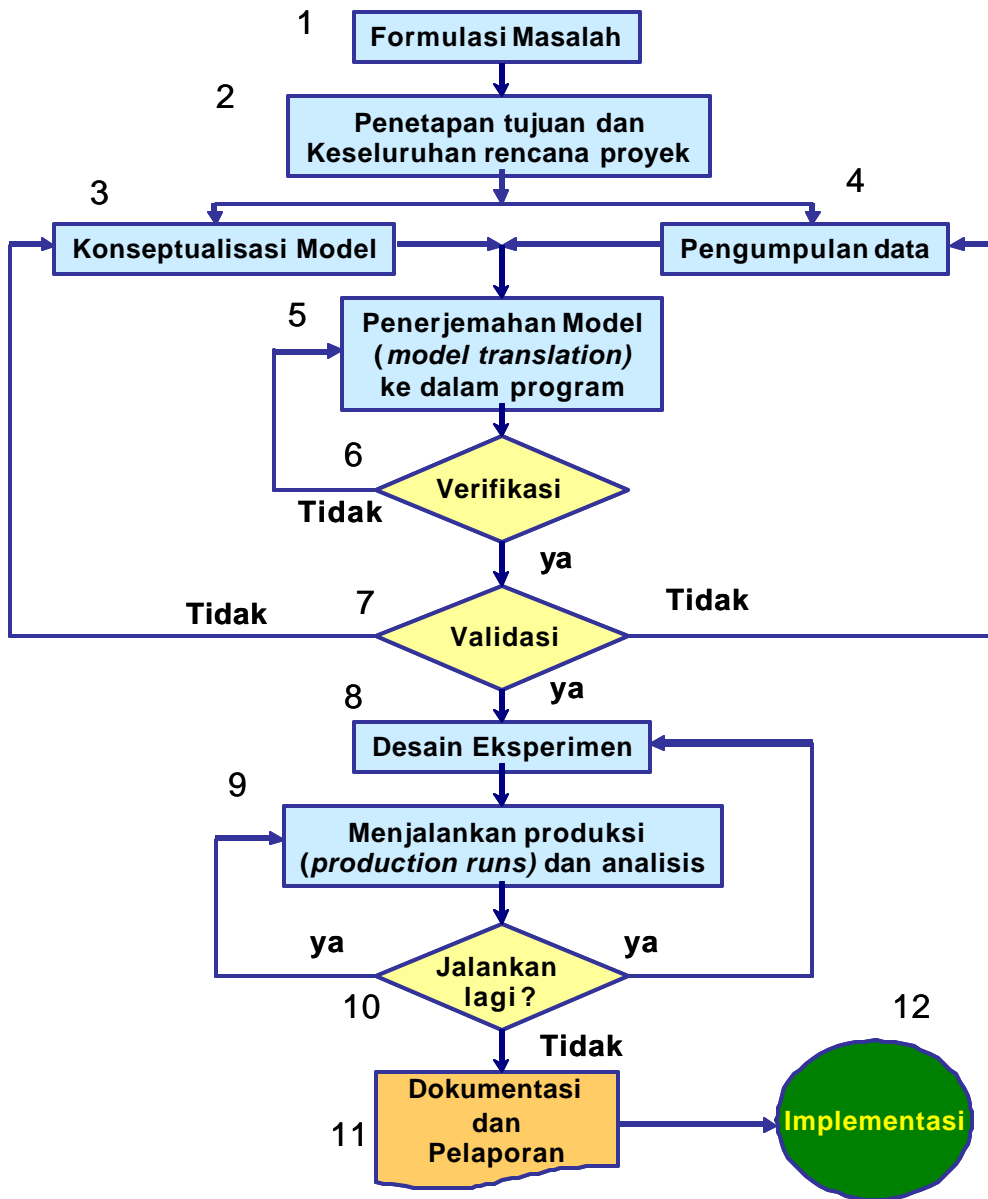 1
Formulasi Masalah
2
Penetapan tujuan dan
Keseluruhan rencana proyek
3
4
Konseptualisasi Model
Pengumpulan data
5
Penerjemahan Model
(model translation)
ke dalam program
6
Verifikasi
Tidak
ya
Tidak
7
Tidak
Validasi
ya
8
Desain Eksperimen
9
Menjalankan produksi
(production runs) dan analisis
ya
ya
Jalankan
lagi?
10
12
Tidak
Dokumentasi
dan
Pelaporan
11
Implementasi